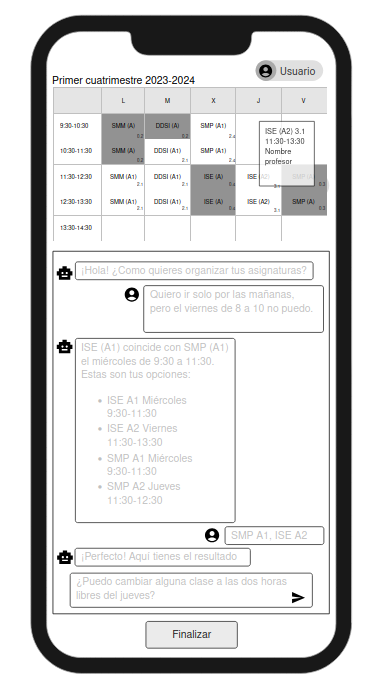 Usuario
Primer cuatrimestre 2023-2024
L M X J V
9:30-10:30 SMM (A) DDSI (A) SMP (A1)
0.2 0.2 2.4
10:30-11:30 SMM (A) DDSI (A1) SMP (A1)
0.2 2.1 2.4
ISE (A2) 3.1
11:30-13:30
Nombre
profesor
11:30-12:30 SMM (A1) DDSI (A1) ISE (A) ISE (A2) SMP (A)
2.1 2.1 0.3
12:30-13:30 SMM (A1) DDSI (A1) ISE (A) ISE (A2) SMP (A)
2.1 2.1 3.1 0.3
13:30-14:30
¡Hola! ¿Como quieres organizar tus asignaturas?
Quiero ir solo por las mañanas,
pero el viernes de 8 a 10 no puedo.
ISE (A1) coincide con SMP (A1)
el miércoles de 9:30 a 11:30.
Estas son tus opciones:
• ISE A1 Miércoles
9:30-11:30
• ISE A2 Viernes
11:30-13:30
• SMP A1 Miércoles
9:30-11:30
• SMP A2 Jueves
11:30-12:30
SMP A1, ISE A2
¡Perfecto! Aquí tienes el resultado
¿Puedo cambiar alguna clase a las dos horas
libres del jueves?
Finalizar